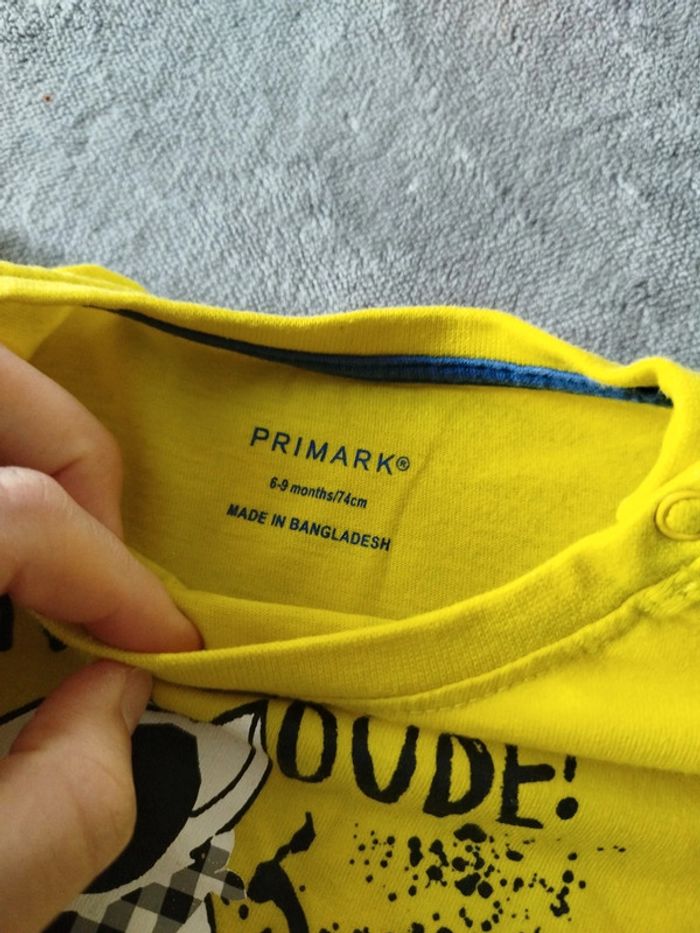 PRIMARK®
6-9 months/74cm
MADE IN BANGLADESH
DUDE!